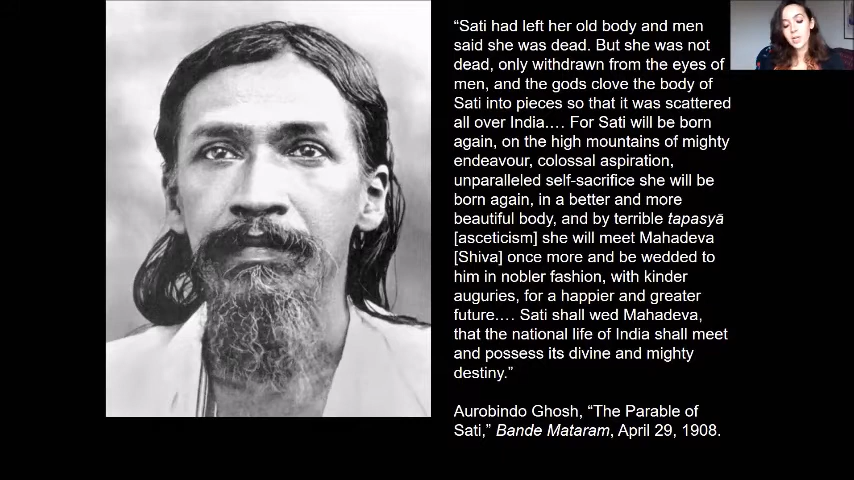 “Sati had left her old body and men
said she was dead. But she was not
dead, only withdrawn from the eyes of
men, and the gods clove the body of
Sati into pieces so that it was scattered
all over India.… For Sati will be born
again, on the high mountains of mighty
endeavour, colossal aspiration,
unparalleled self-sacrifice she will be
born again, in a better and more
beautiful body, and by terrible tapasyā
[asceticism] she will meet Mahadeva
[Shiva] once more and be wedded to
him in nobler fashion, with kinder
auguries, for a happier and greater
future.… Sati shall wed Mahadeva,
that the national life of India shall meet
and possess its divine and mighty
destiny.”
Aurobindo Ghosh, “The Parable of
Sati,” Bande Mataram, April 29, 1908.